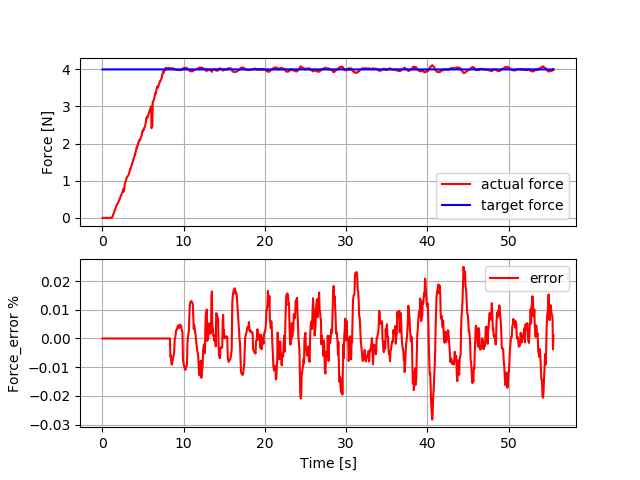 4
3
2
1
0
Force [N]
actual force
target force
0 10 20 30 40 50
0.02
0.01
0.00
−0.01
−0.02
−0.03
Force_error %
error
0 10 20 30 40 50
Time [s]